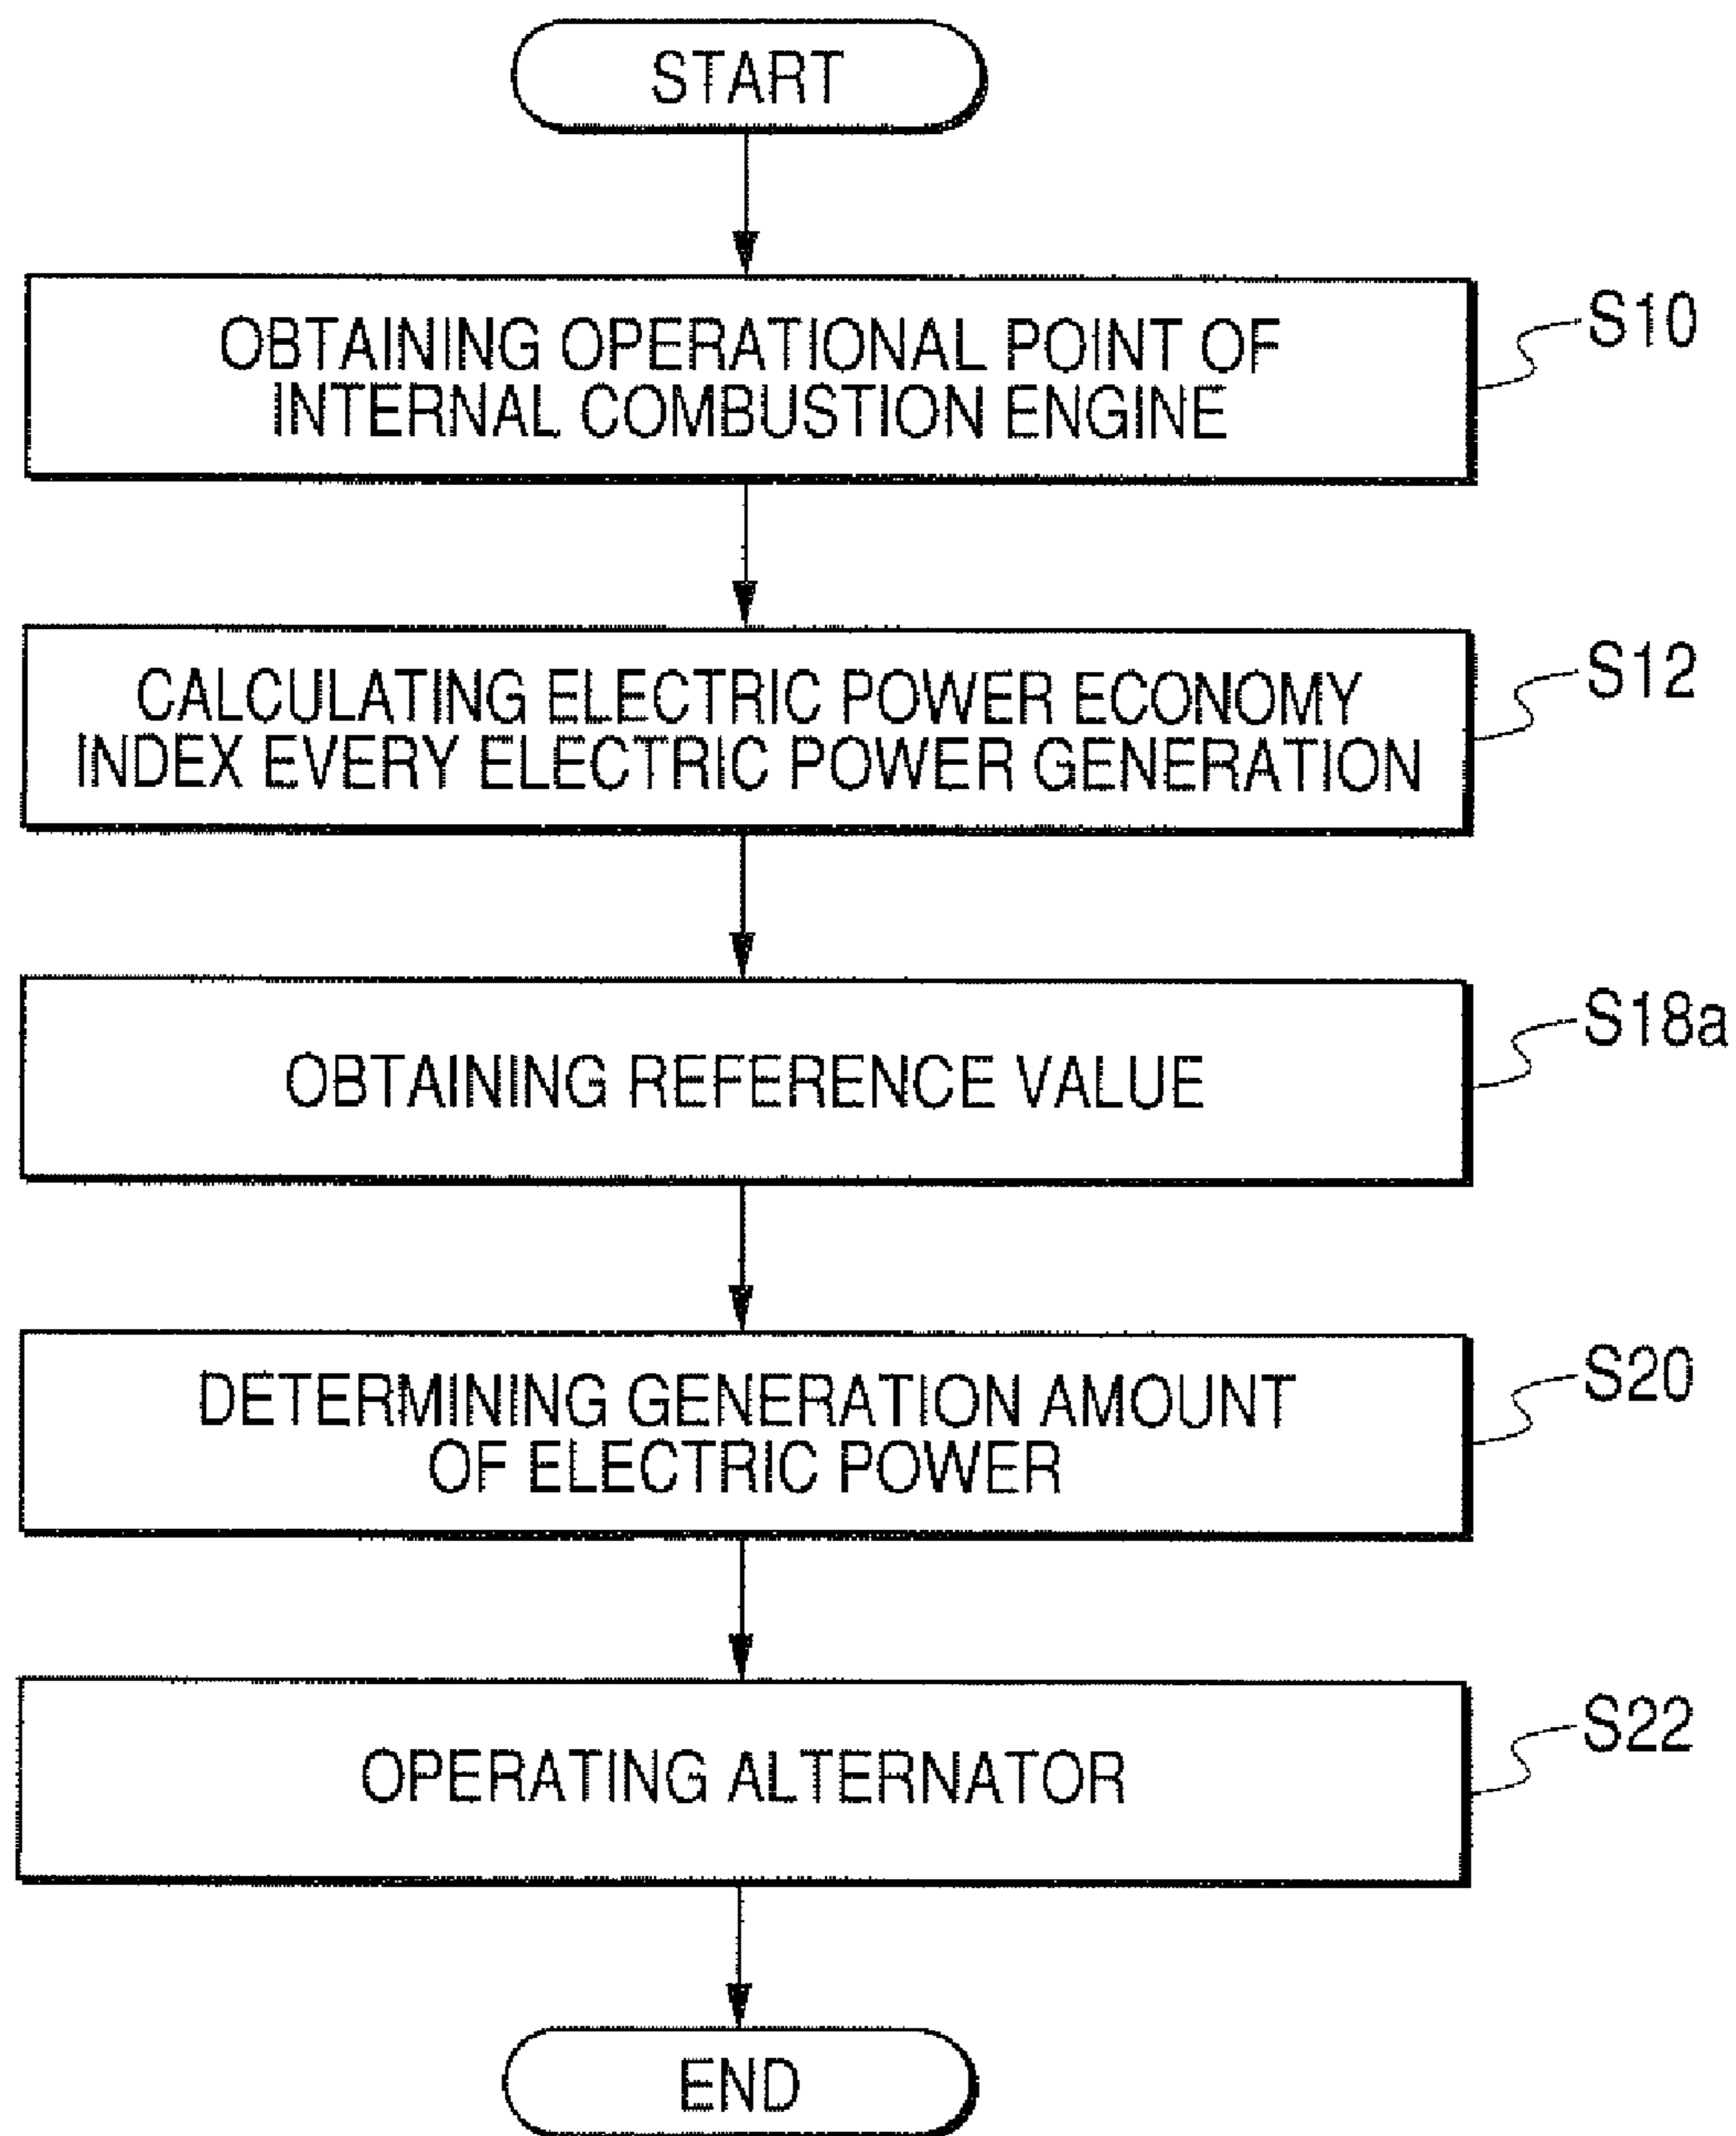 START
OBTAINING OPERATIONAL POINT OF
INTERNAL COMBUSTION ENGINE
S10
CALCULATING ELECTRIC POWER ECONOMY
INDEX EVERY ELECTRIC POWER GENERATION
S12
OBTAINING REFERENCE VALUE
S18a
DETERMINING GENERATION AMOUNT
OF ELECTRIC POWER
S20
OPERATING ALTERNATOR
S22
END